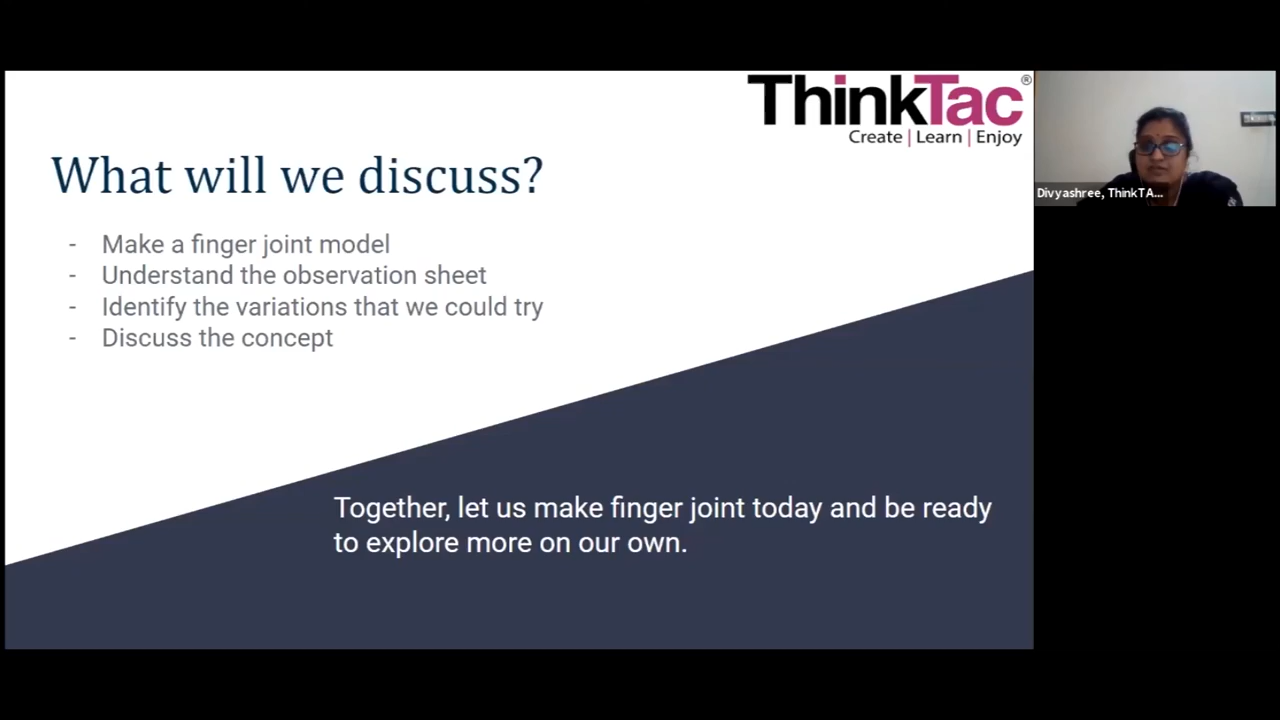 ThinkTac®
Create | Learn | Enjoy
What will we discuss?
- Make a finger joint model
- Understand the observation sheet
- Identify the variations that we could try
- Discuss the concept
Together, let us make finger joint today and be ready
to explore more on our own.
Divyashree, ThinkTA...